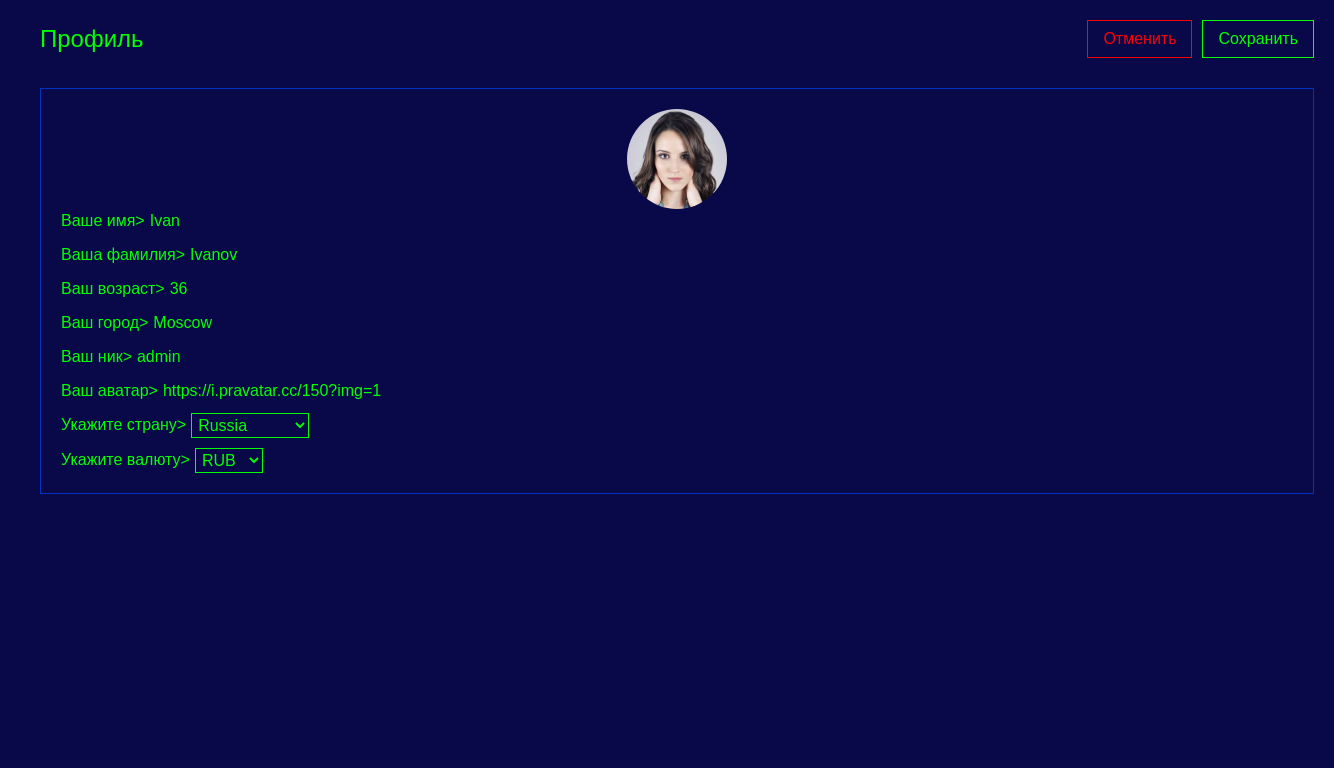 Профиль
Отменить Сохранить
Ваше имя> Ivan
Ваша фамилия> Ivanov
Ваш возраст> 36
Ваш город> Moscow
Ваш ник> admin
Ваш аватар> https://i.pravatar.cc/150?img=1
Укажите страну> Russia
Укажите валюту> RUB